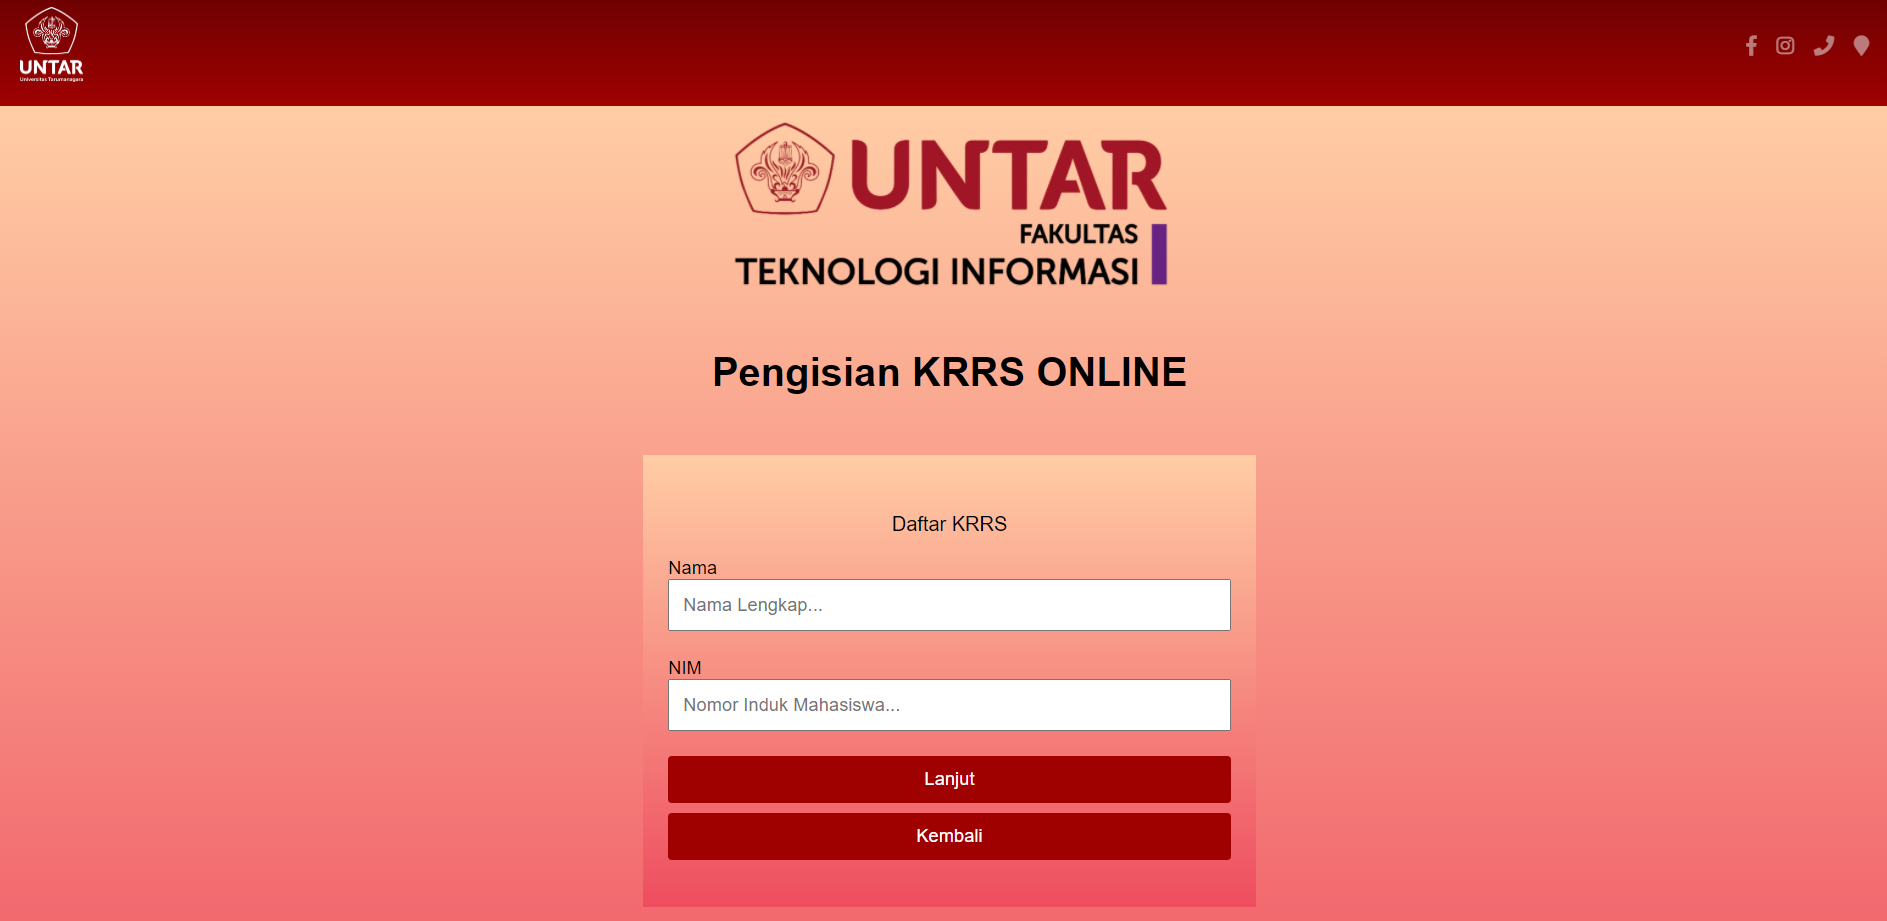 UNTAR
Universitas Tarumanagara
UNTAR
FAKULTAS
TEKNOLOGI INFORMASI
Pengisian KRRS ONLINE
Daftar KRRS
Nama
Nama Lengkap...
NIM
Nomor Induk Mahasiswa...
Lanjut
Kembali